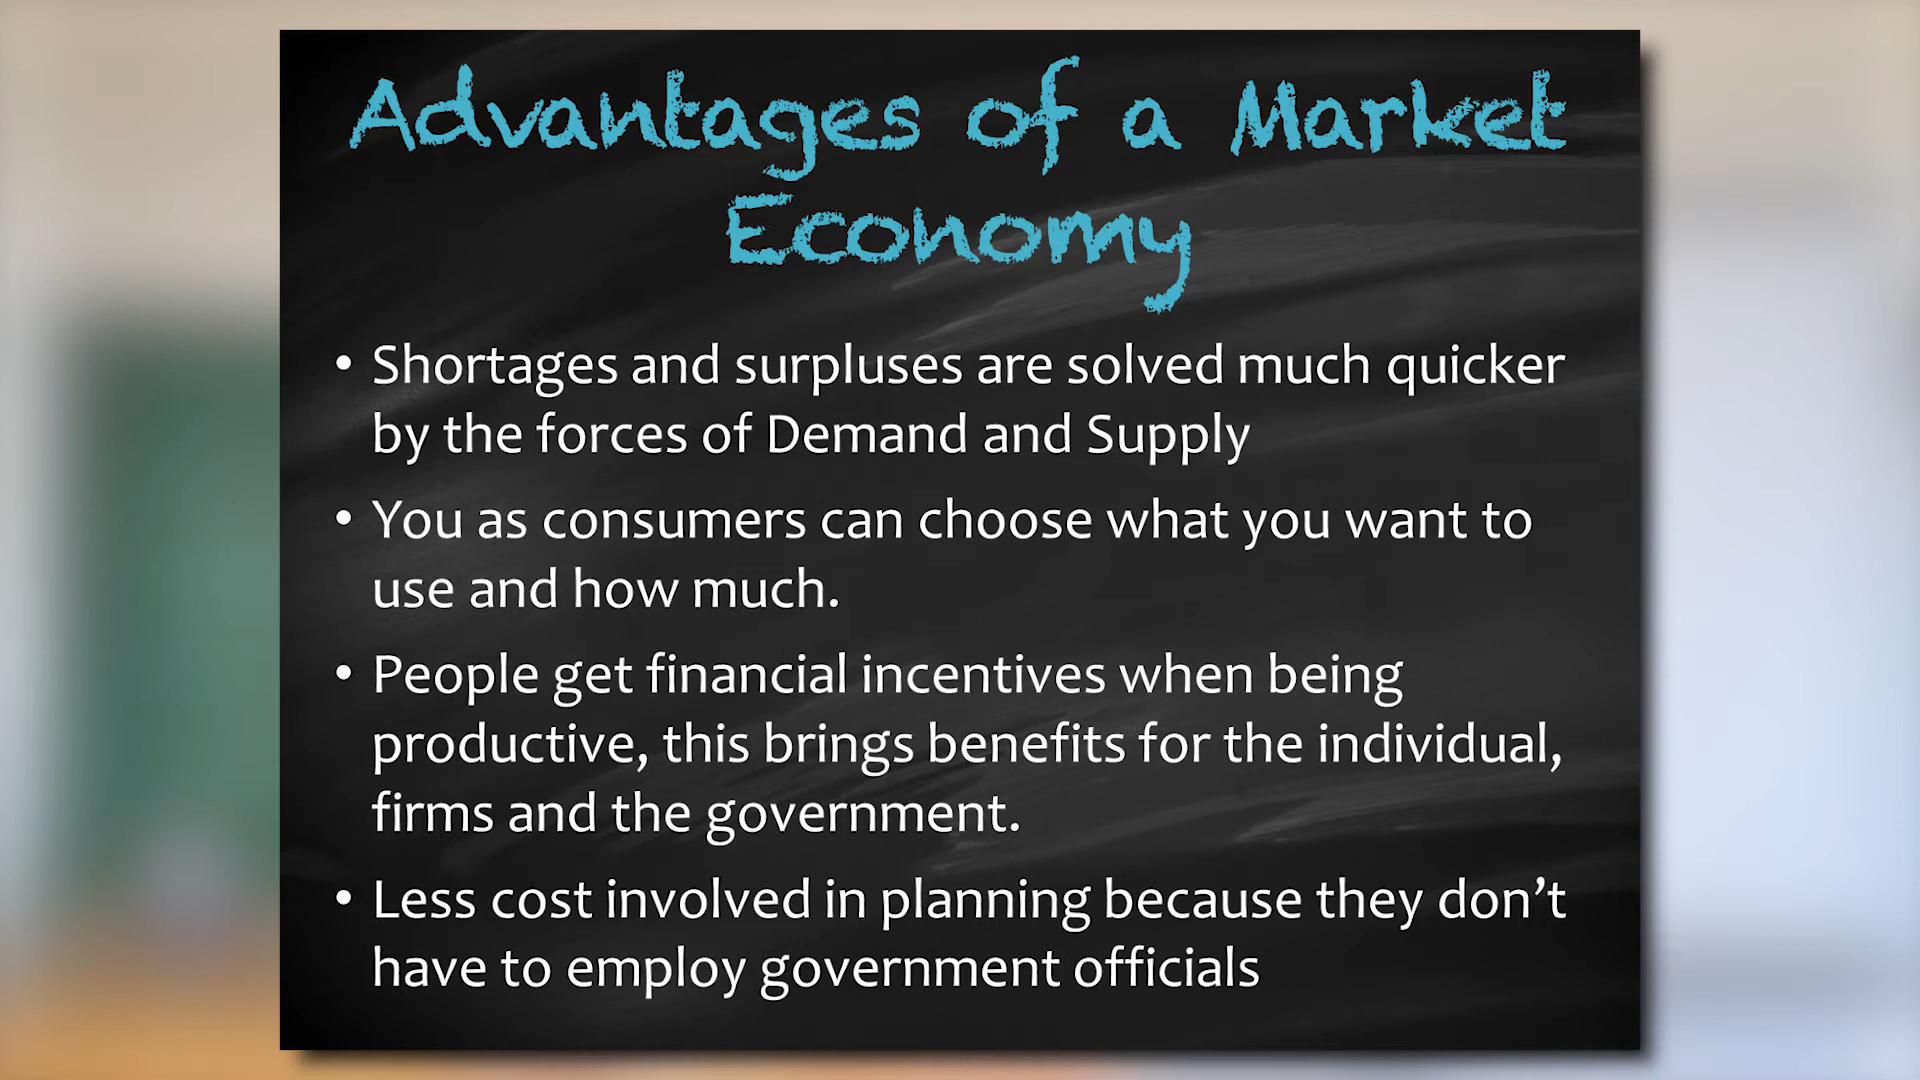 Advantages of a Market
Economy
• Shortages and surpluses are solved much quicker
by the forces of Demand and Supply
• You as consumers can choose what you want to
use and how much.
• People get financial incentives when being
productive, this brings benefits for the individual,
firms and the government.
• Less cost involved in planning because they don’t
have to employ government officials